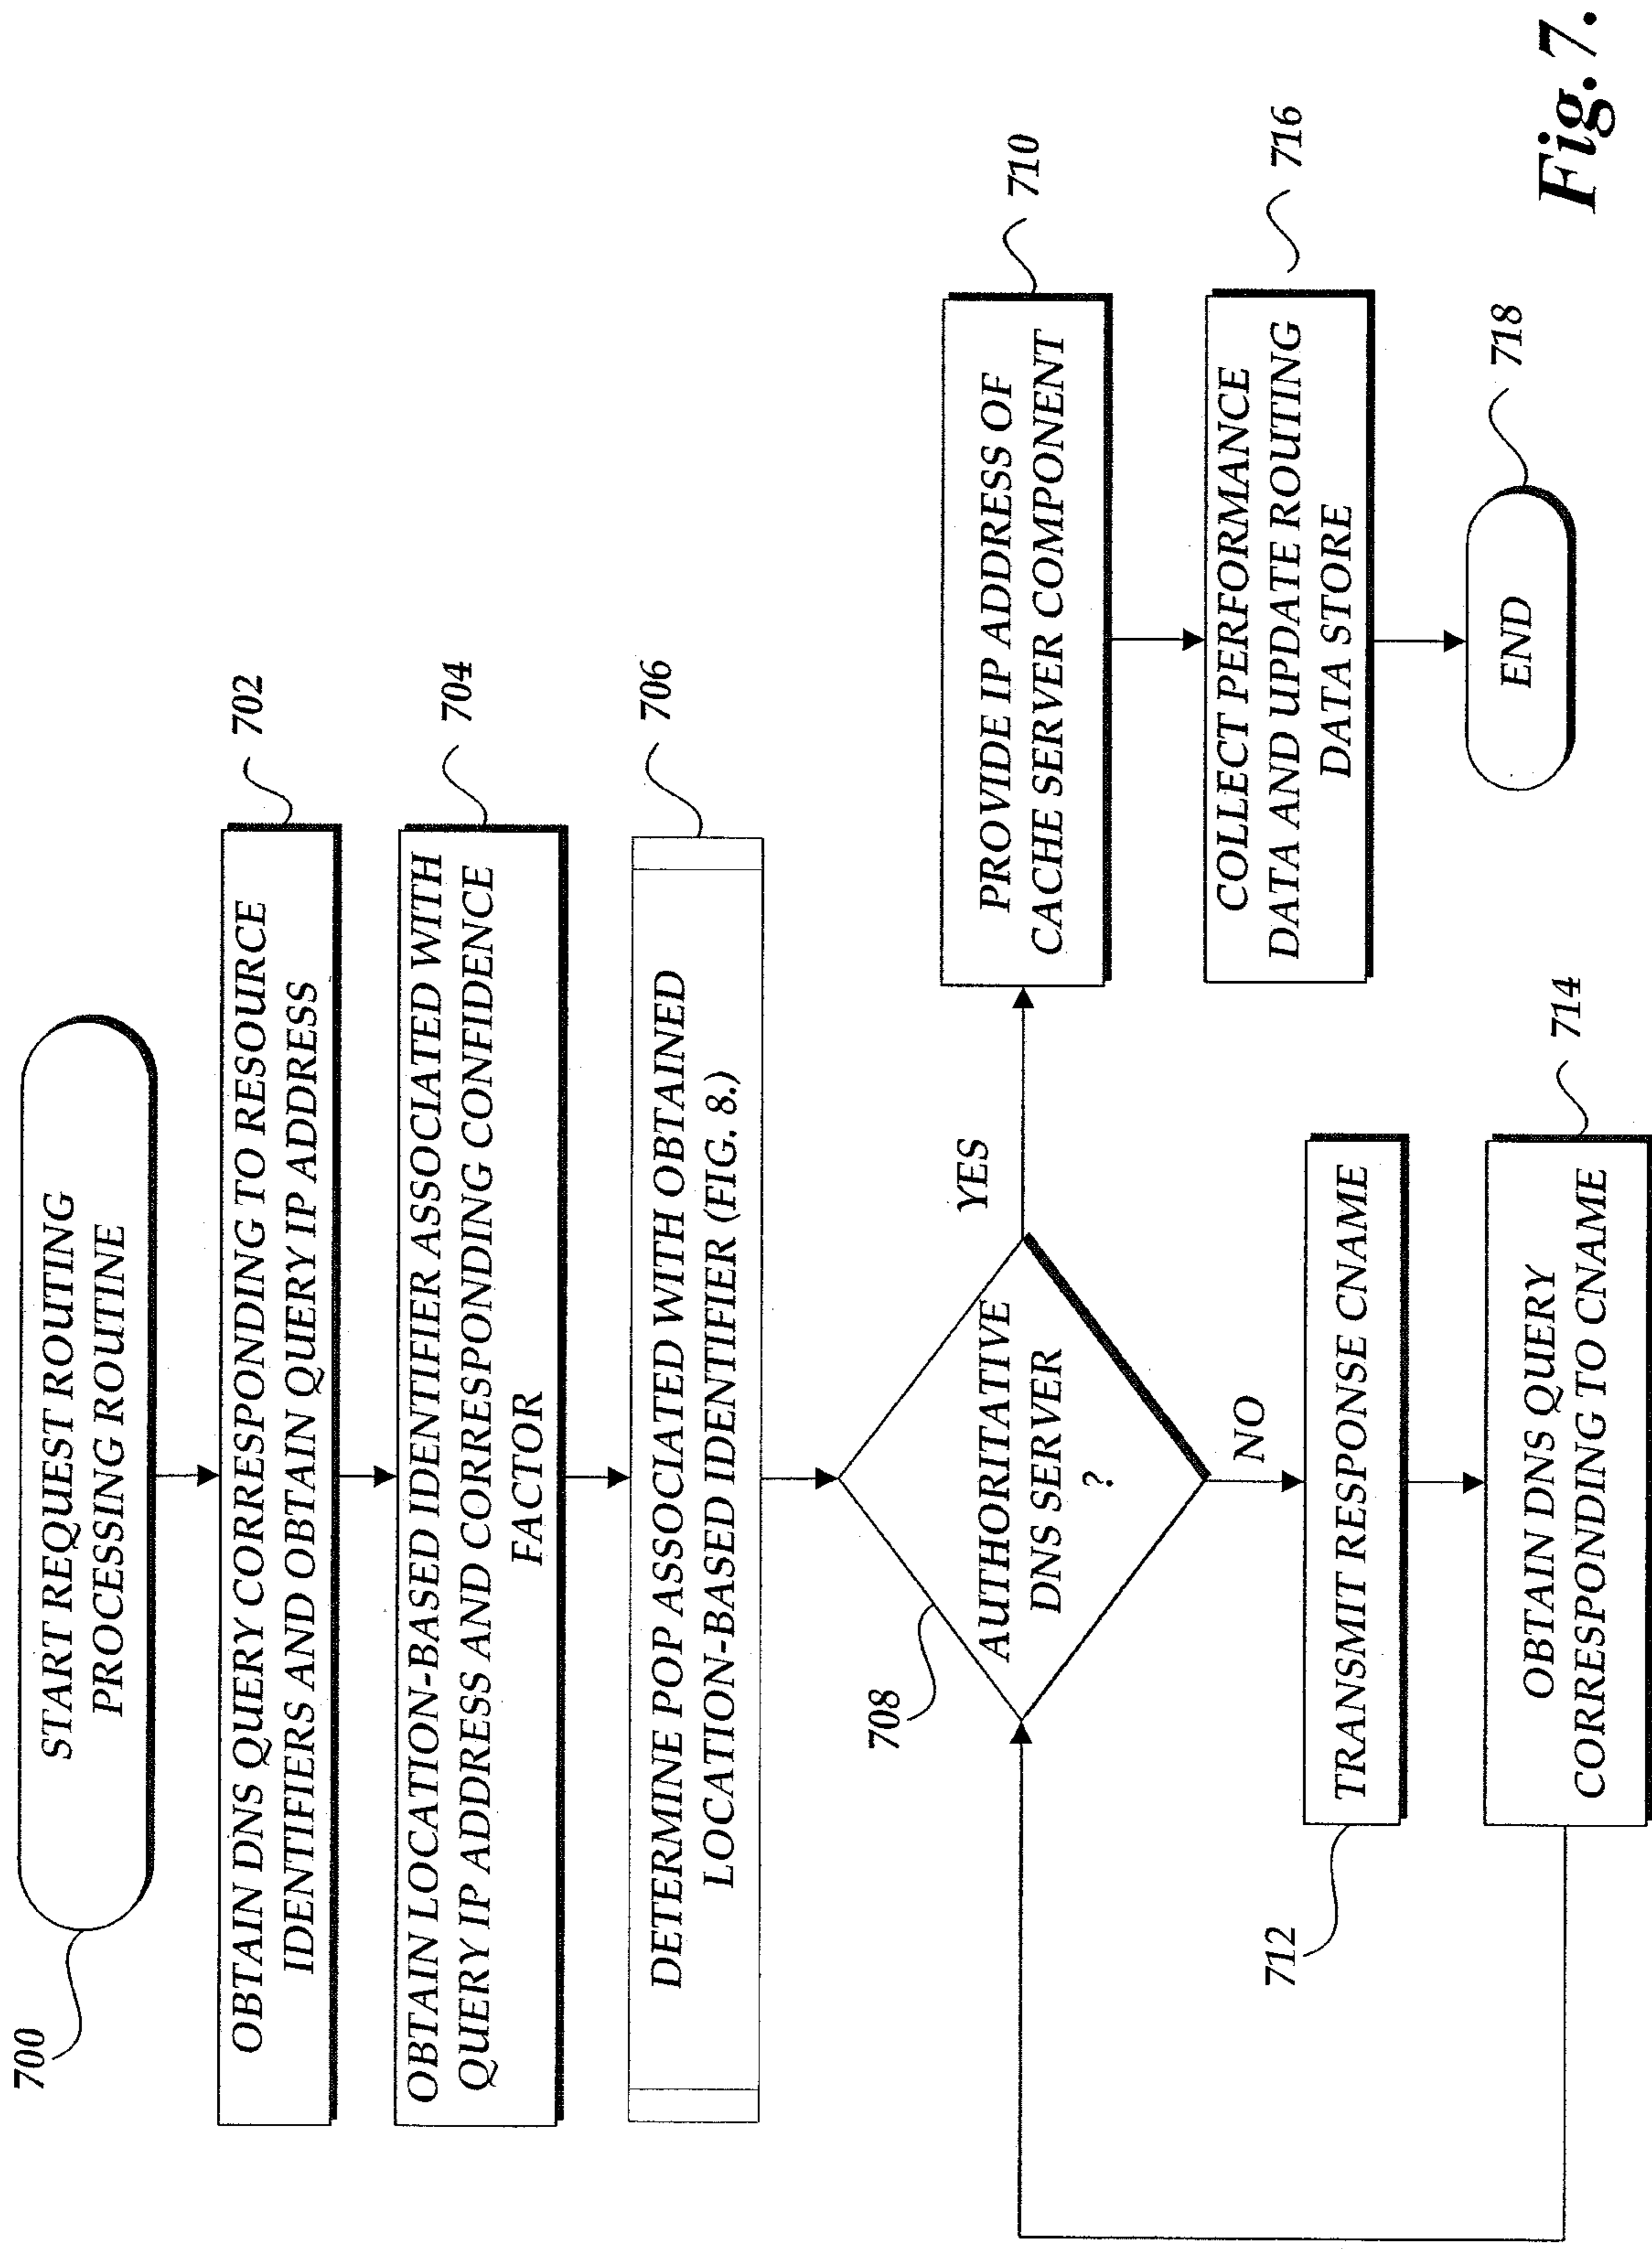 700
START REQUEST ROUTING
PROCESSING ROUTINE
702
OBTAIN DNS QUERY CORRESPONDING TO RESOURCE
IDENTIFIERS AND OBTAIN QUERY IP ADDRESS
704
OBTAIN LOCATION-BASED IDENTIFIER ASSOCIATED WITH
QUERY IP ADDRESS AND CORRESPONDING CONFIDENCE
FACTOR
706
DETERMINE POP ASSOCIATED WITH OBTAINED
LOCATION-BASED IDENTIFIER (FIG. 8.)
708
AUTHORITATIVE
DNS SERVER
?
YES
710
PROVIDE IP ADDRESS OF
CACHE SERVER COMPONENT
NO
712
TRANSMIT RESPONSE CNAME
716
COLLECT PERFORMANCE
DATA AND UPDATE ROUTING
DATA STORE
714
OBTAIN DNS QUERY
CORRESPONDING TO CNAME
718
END
Fig.7.